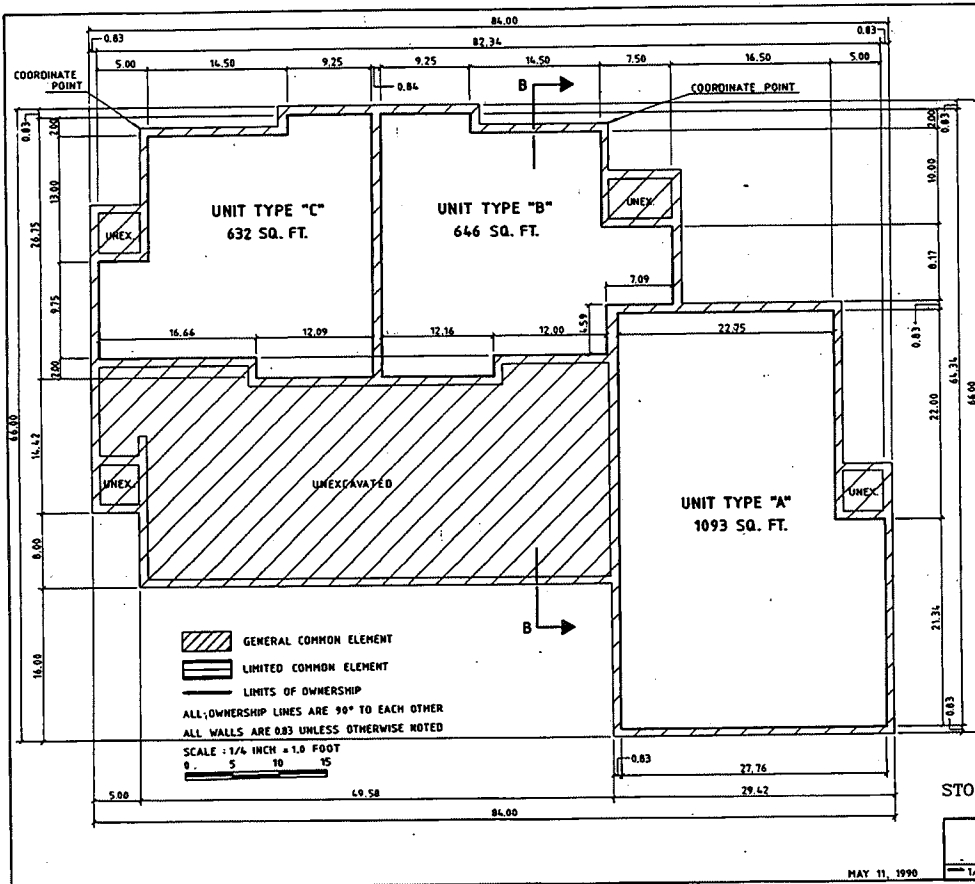 84.00
0.83
82.34
5.00 14.50 9.25 9.25 14.50 7.50 16.50 5.00
0.84
COORDINATE
POINT
B
COORDINATE POINT
0.83
2.00
13.00
26.75
9.75
2.00
66.00
14.42
8.00
16.00
2.00
0.83
10.00
8.17
0.83
64.34
66.00
22.00
21.34
0.83
UNIT TYPE "C"
632 SQ. FT.
UNIT TYPE "B"
646 SQ. FT.
UNEX.
UNEX.
7.09
4.59
16.66 12.09 12.16 12.00
22.75
UNEX.
UNEXCAVATED
UNIT TYPE "A"
1093 SQ. FT.
UNEX.
B
GENERAL COMMON ELEMENT
LIMITED COMMON ELEMENT
LIMITS OF OWNERSHIP
ALL OWNERSHIP LINES ARE 90° TO EACH OTHER
ALL WALLS ARE 0.83 UNLESS OTHERWISE NOTED
SCALE : 1/4 INCH = 1.0 FOOT
0 5 10 15
0.83
27.76
5.00 49.58 29.42
84.00
STO
MAY 11, 1990